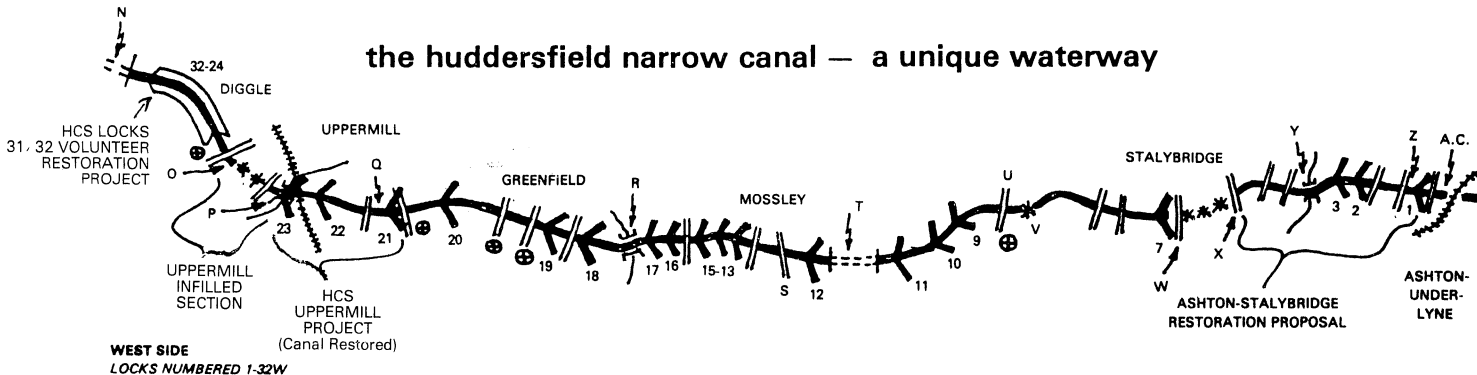 the huddersfield narrow canal — a unique waterway
N
32-24
DIGGLE
HCS LOCKS
31, 32 VOLUNTEER
RESTORATION
PROJECT
O
P
UPPERMILL
INFILLED
SECTION
UPPERMILL
23
22
Q
21
HCS
UPPERMILL
PROJECT
(Canal Restored)
WEST SIDE
LOCKS NUMBERED 1-32W
20
GREENFiELD
19
18
R
17
16
15-13
MOSSLEY
S
12
T
11
10
9
U
V
STALYBRIDGE
7
W
X
Y
3
2
Z
1
A.C.
ASHTON-STALYBRIDGE
RESTORATION PROPOSAL
ASHTON-
UNDER-
LYNE